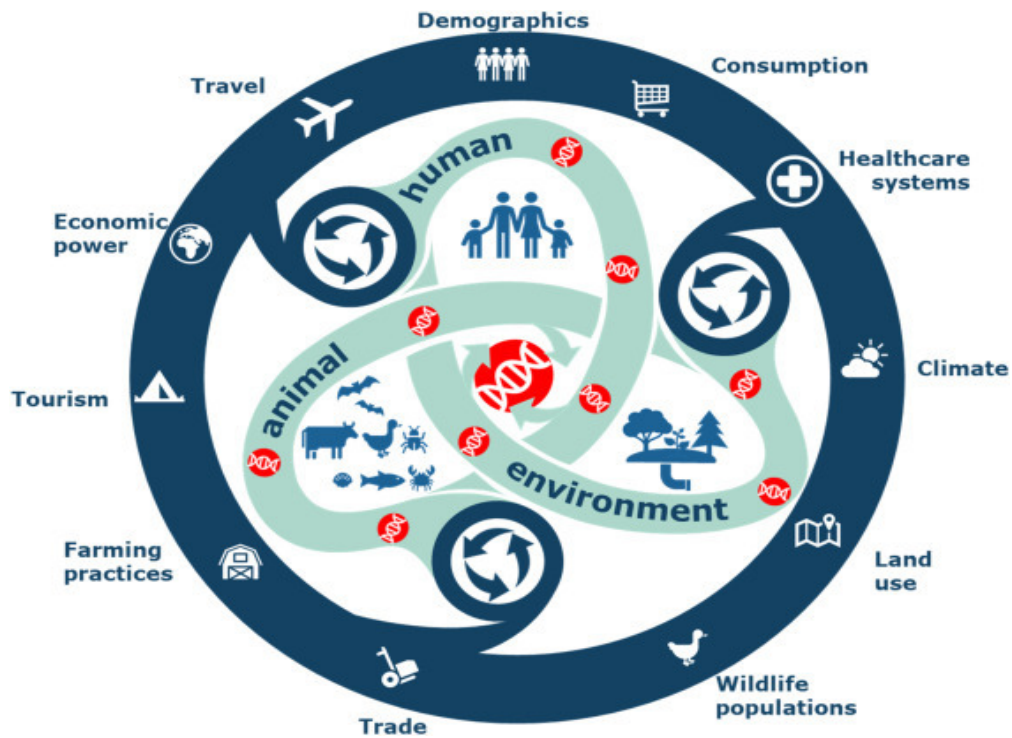 Demographics
Travel
Consumption
Healthcare
systems
human
Economic
power
animal
Climate
Tourism
environment
Farming
practices
Land
use
Wildlife
populations
Trade